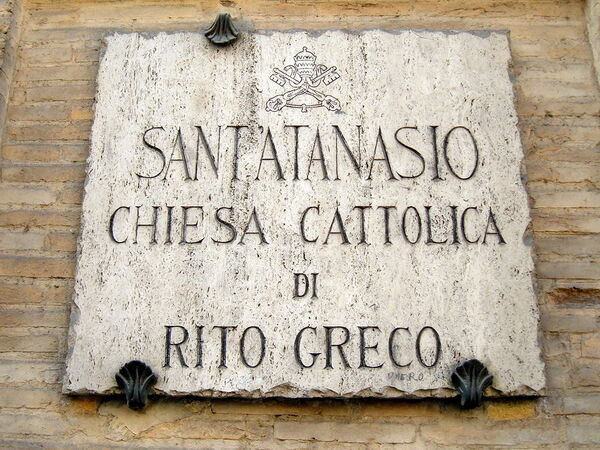 SANT'ATANASIO
CHIESA CATTOLICA
DI
RITO GRECO